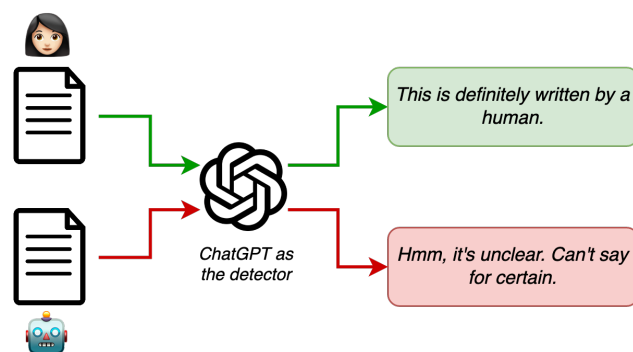 This is definitely written by a
human.
ChatGPT as
the detector
Hmm, it's unclear. Can't say
for certain.